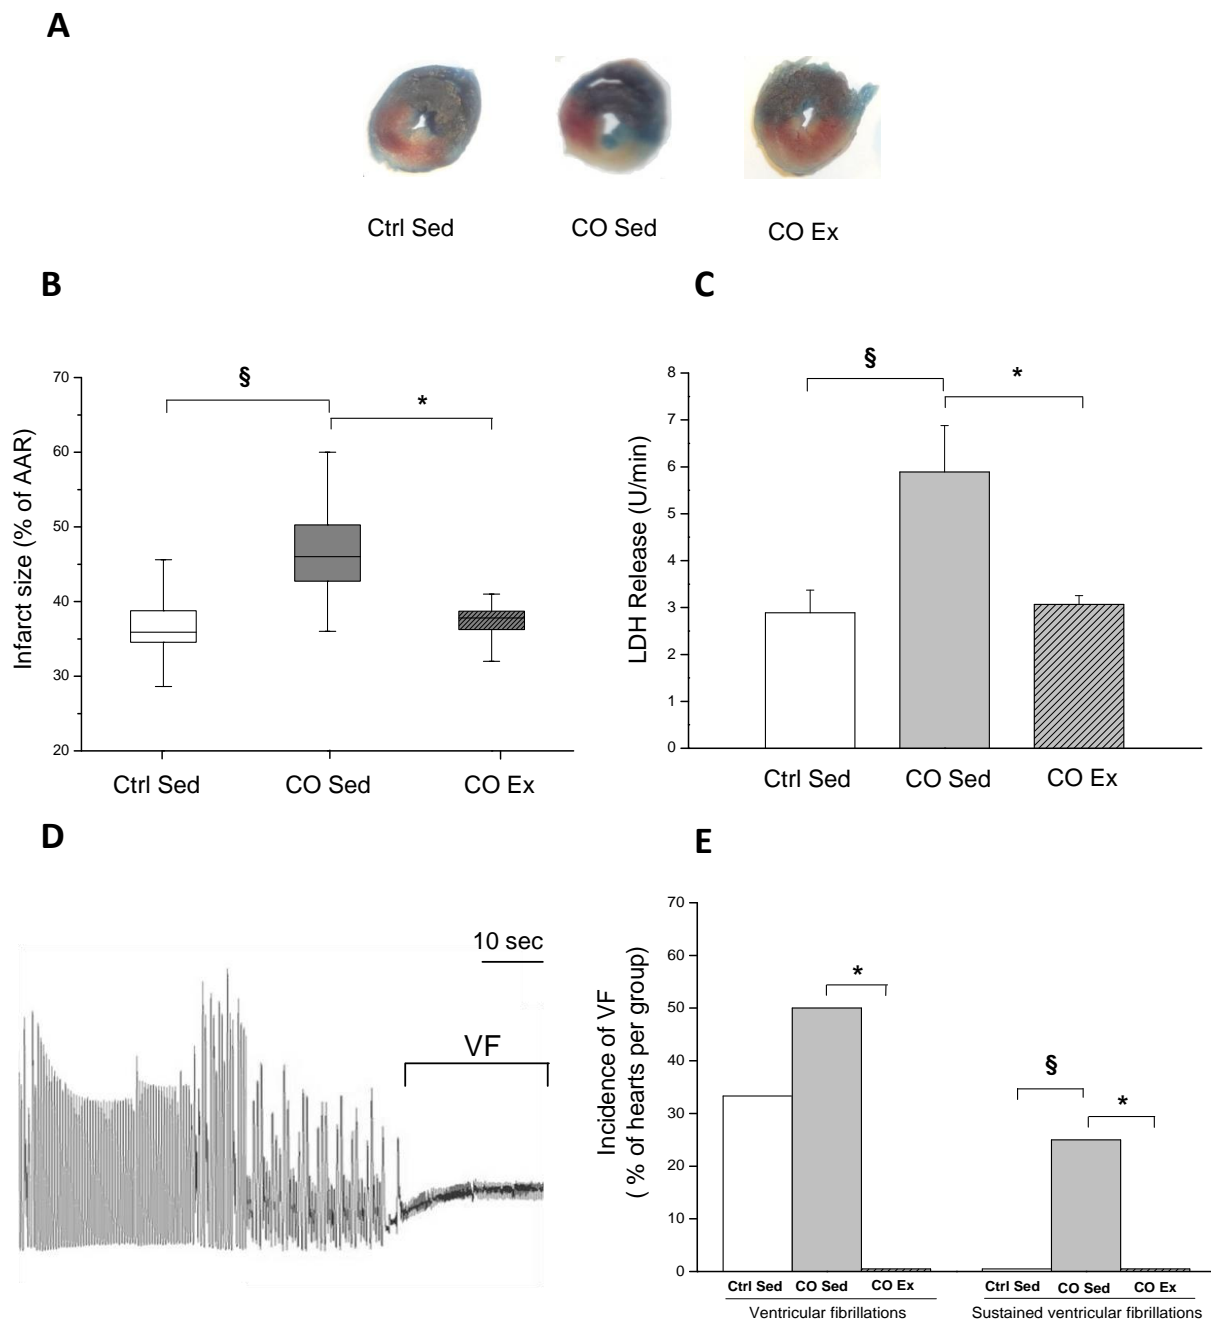 A
Ctrl Sed
CO Sed
CO Ex
B
Infarct size (% of AAR)
70
60
50
40
30
20
§
*
Ctrl Sed
CO Sed
CO Ex
C
LDH Release (U/min)
8
7
6
5
4
3
2
1
0
§
*
Ctrl Sed
CO Sed
CO Ex
D
10 sec
VF
E
Incidence of VF
( % of hearts per group)
70
60
50
40
30
20
10
0
*
§
*
Ctrl Sed
CO Sed
CO Ex
Ctrl Sed
CO Sed
CO Ex
Ventricular fibrillations
Sustained ventricular fibrillations